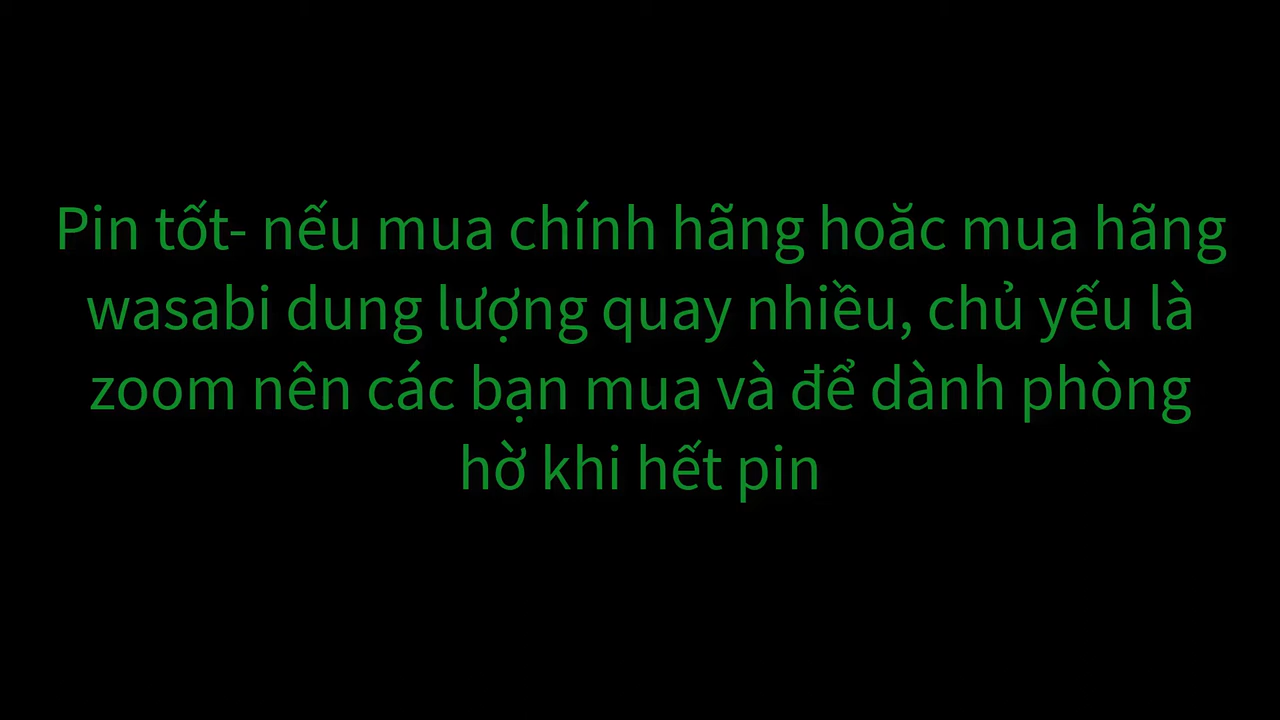 Pin tốt- nếu mua chính hãng hoăc mua hãng
wasabi dung lượng quay nhiều, chủ yếu là
zoom nên các bạn mua và để dành phòng
hờ khi hết pin